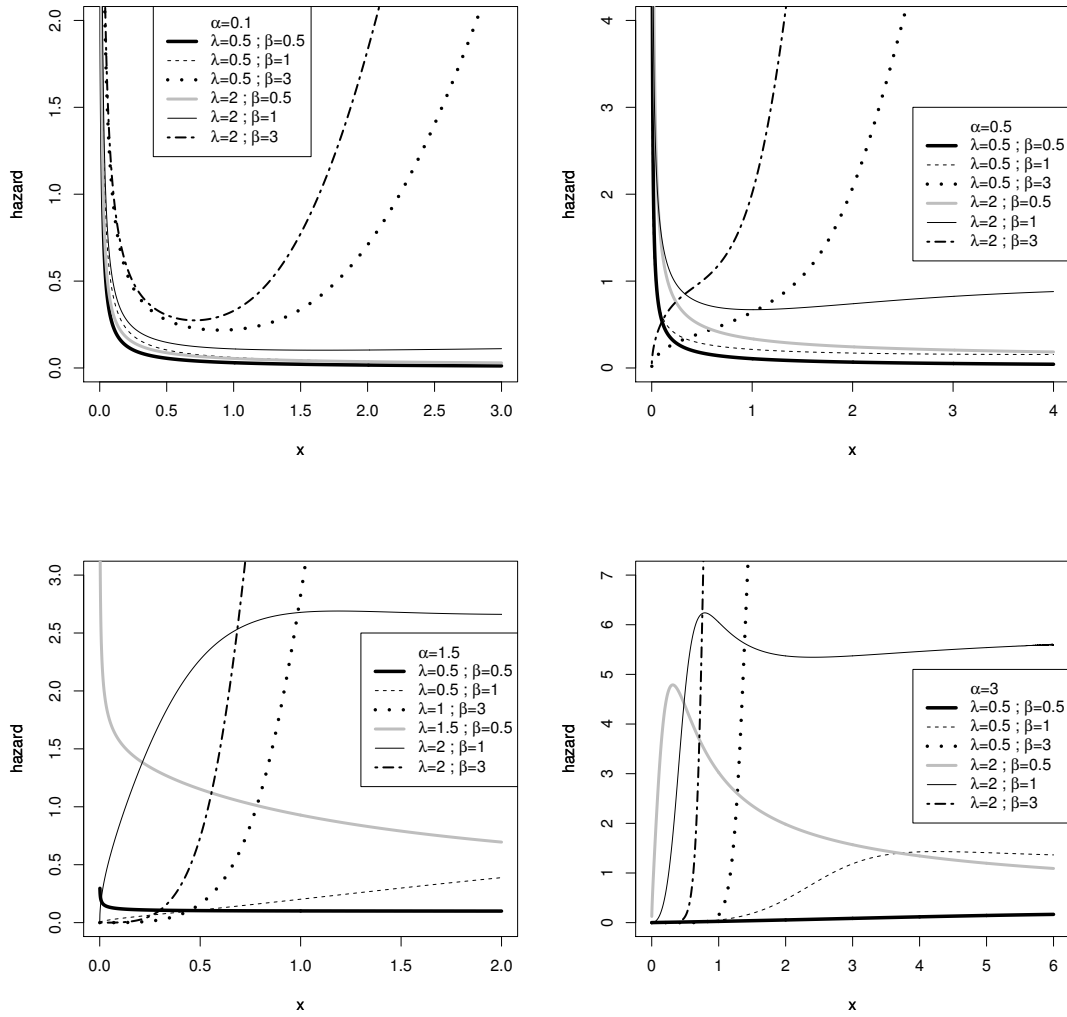 α=0.1
λ=0.5 ; β=0.5
λ=0.5 ; β=1
λ=0.5 ; β=3
λ=2 ; β=0.5
λ=2 ; β=1
λ=2 ; β=3
hazard
2.0
1.5
1.0
0.5
0.0
0.0 0.5 1.0 1.5 2.0 2.5 3.0
x
α=0.5
λ=0.5 ; β=0.5
λ=0.5 ; β=1
λ=0.5 ; β=3
λ=2 ; β=0.5
λ=2 ; β=1
λ=2 ; β=3
hazard
4
3
2
1
0
0 1 2 3 4
x
α=1.5
λ=0.5 ; β=0.5
λ=0.5 ; β=1
λ=1 ; β=3
λ=1.5 ; β=0.5
λ=2 ; β=1
λ=2 ; β=3
hazard
3.0
2.5
2.0
1.5
1.0
0.5
0.0
0.0 0.5 1.0 1.5 2.0
x
α=3
λ=0.5 ; β=0.5
λ=0.5 ; β=1
λ=0.5 ; β=3
λ=2 ; β=0.5
λ=2 ; β=1
λ=2 ; β=3
hazard
7
6
5
4
3
2
1
0
0 1 2 3 4 5 6
x